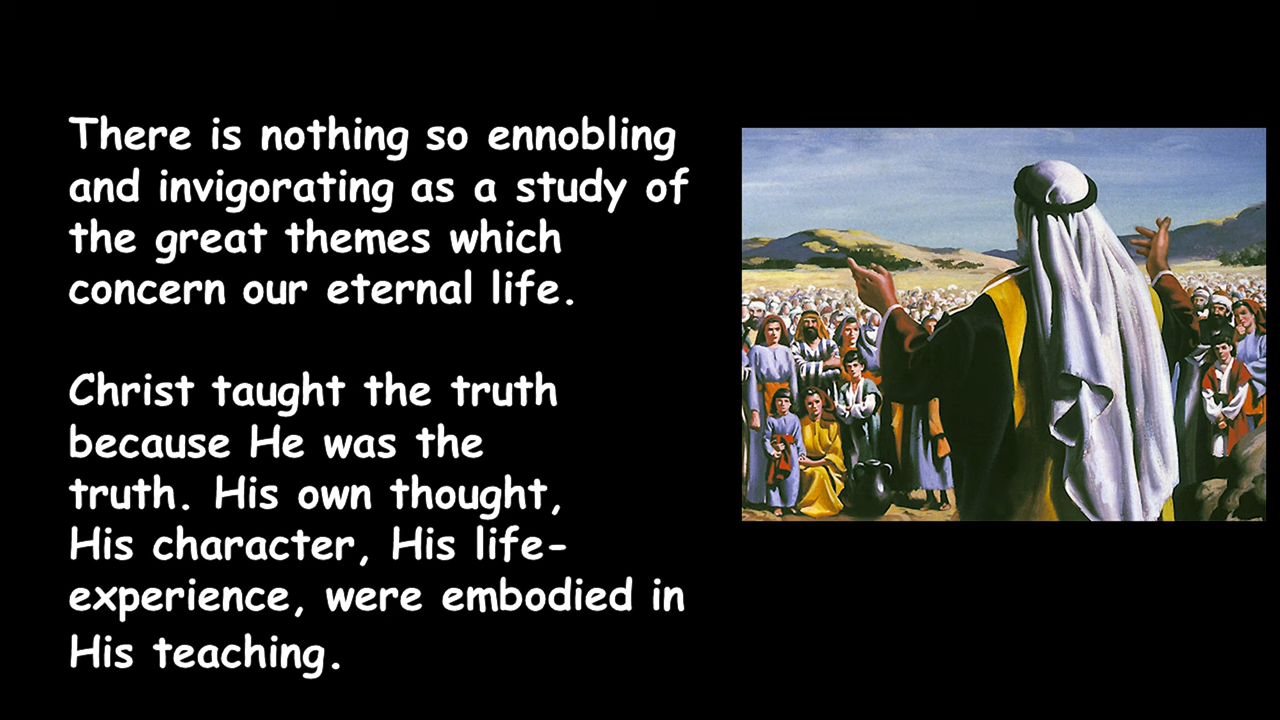 There is nothing so ennobling
and invigorating as a study of
the great themes which
concern our eternal life.
Christ taught the truth
because He was the
truth. His own thought,
His character, His life-
experience, were embodied in
His teaching.